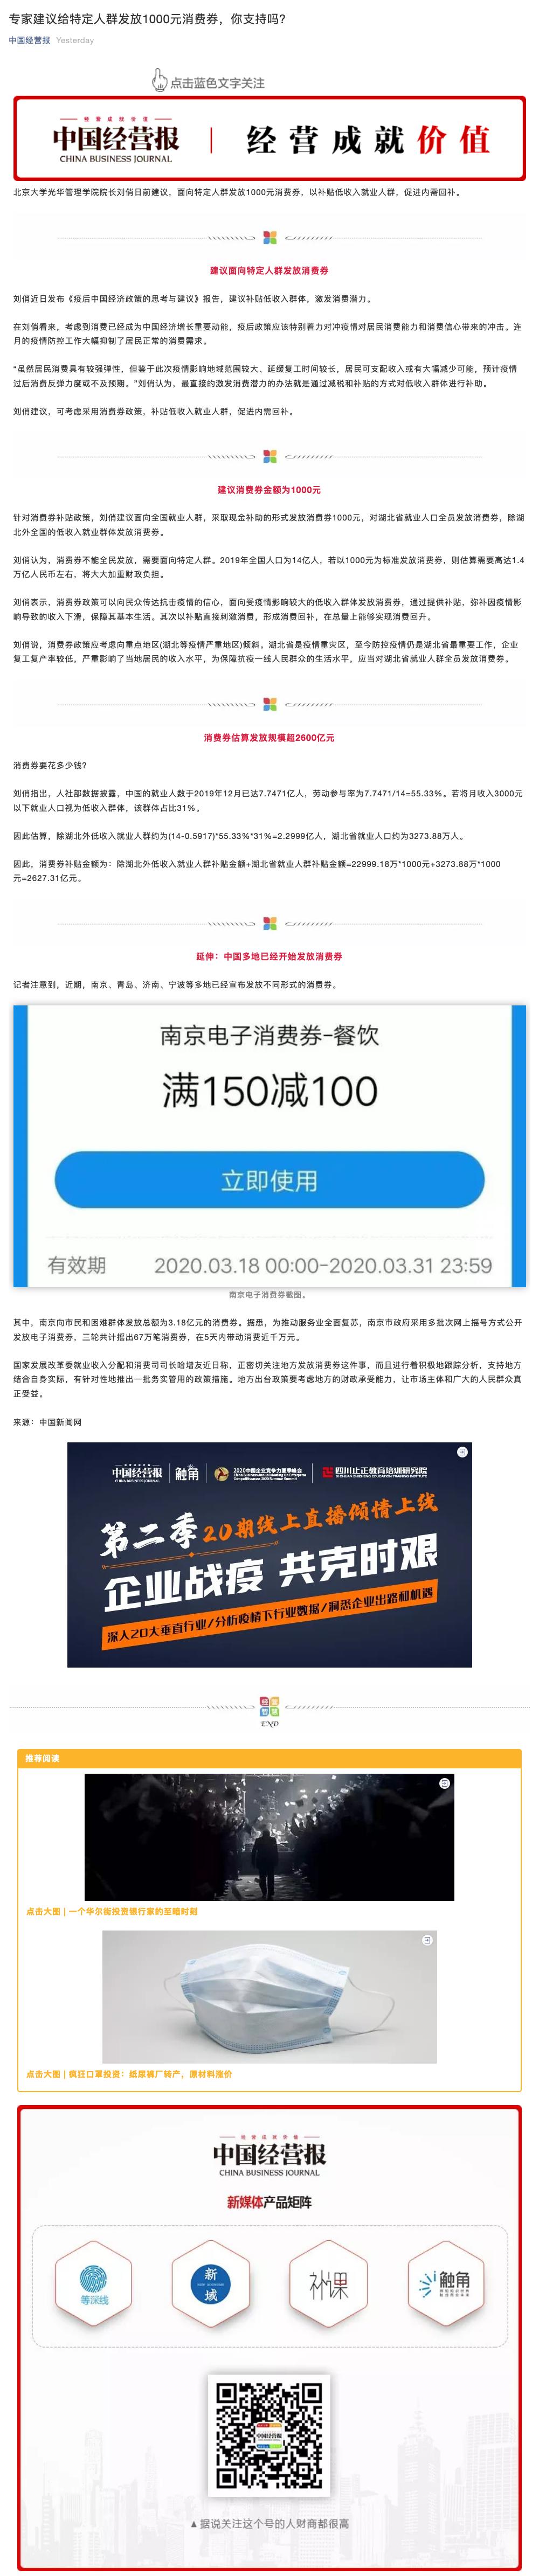 专家建议给特定人群发放1000元消费券，你支持吗?
中国经营报 Yesterday
点击蓝色文字关注
经营成就价值
中国经营报
CHINA BUSINESS JOURNAL
经营成就价值
北京大学光华管理学院院长刘俏日前建议，面向特定人群发放1000元消费券，以补贴低收入就业人群，促进内需回补。
建议面向特定人群发放消费券
刘俏近日发布《疫后中国经济政策的思考与建议》报告，建议补贴低收入群体，激发消费潜力。
在刘俏看来，考虑到消费已经成为中国经济增长重要动能，疫后政应该特别着力对冲疫情对居民消费能力和消费信心带来的冲击。连
月的疫情防控工作大幅抑制了居民正常的消费需求。
“虽然居民消费具有较强弹性，但鉴于此次疫情影响地域范围较大、延缓复工时间较长，居民可支配收入或有大幅减少可能，预计疫情
过后消费反弹力度或不及预期。”刘俏认为，最直接的激发消费潜力的办法就是通过减税和补贴的方式对低收入群体进行补助。
刘俏建议，可考虑采用消费券政策，补贴低收入就业人群，促进内需回补。
建议消费券金额为1000元
针对消费券补贴政策，刘俏建议面向全国就业人群，采取现金补助的形式发放消费券1000元，对湖北省就业人口全员发放消费券，除湖
北外全国的低收入就业群体发放消费券。
刘俏认为，消费券不能全民发放，需要面向特定人群。2019年全国人口为14亿人，若以1000元为标准发放消费券，则估算需要高达1.4
万亿人民币左右，将大大加重财政负担。
刘俏表示，消费券政策可以向民众传达抗击疫情的信心，面向受疫情影响较大的低收入群体发放消费券，通过提供补贴，弥补因疫情影
响导致的收入下滑，保障其基本生活。其次以补贴直接刺激消费，形成消费回补，在总量上能够实现消费回升。
刘俏说，消费券政策应考虑向重点地区(湖北等疫情严重地区)倾斜。湖北省是疫情重灾区，至今防控疫情仍是湖北省最重要工作，企业
复工复产率较低，严重影响了当地居民的收入水平，为保障抗疫一线人民群众的生活水平，应当对湖北省就业人群全员发放消费券。
消费券估算发放规模超2600亿元
消费券要花多少钱?
刘俏指出，人社部数据披露，中国的就业人数于2019年12月已达7.7471亿人，劳动参与率为7.7471/14=55.33%。若将月收入3000元
以下就业人口视为低收入群体，该群体占比31%。
因此估算，除湖北外低收入就业人群约为(14-0.5917)*55.33%*31%=2.2999亿人，湖北省就业人口约为3273.88万人。
因此，消费券补贴金额为：除湖北外低收入就业人群补贴金额+湖北省就业人群补贴金额=22999.18万*1000元+3273.88万*1000
元=2627.31亿元。
延伸：中国多地已经开始发放消费券
记者注意到，近期，南京、青岛、济南、宁波等多地已经宣布发放不同形式的消费券。
南京电子消费券-餐饮
满150减100
立即使用
有效期 2020.03.18 00:00-2020.03.31 23:59
南京电子消费券截图。
其中，南京向市民和困难群体发放总额为3.18亿元的消费券。据悉，为推动服务业全面复苏，南京市政府采用多批次网上摇号方式公开
发放电子消费券，三轮共计摇出67万笔消费券，在5天内带动消费近千万元。
国家发展改革委就业收入分配和消费司司长哈增友近日称，正密切关注地方发放消费券这件事，而且进行着积极地跟踪分析，支持地方
结合自身实际，有针对性地推出一批务实管用的政策措施。地方出台政策要考虑地方的财政承受能力，让市场主体和广大的人民群众真
正受益。
来源：中国新闻网
中国经营报 触角 2020中国企业竞争力夏季峰会 四川止正教育培训研究院
第二季20期线上直播倾情上线
企业战疫 共克时艰
深入20大垂直行业/分析疫情下行业数据/洞悉企业出路和机遇
经营智慧
END
推荐阅读
点击大图 | 一个华尔街投资银行家的至暗时刻
点击大图 | 疯狂口罩投资：纸尿裤厂转产，原材料涨价
经营成就价值
中国经营报
CHINA BUSINESS JOURNAL
新媒体产品矩阵
等深线 新域 补课 触角
中国经营报
▲据说关注这个号的人财商都很高